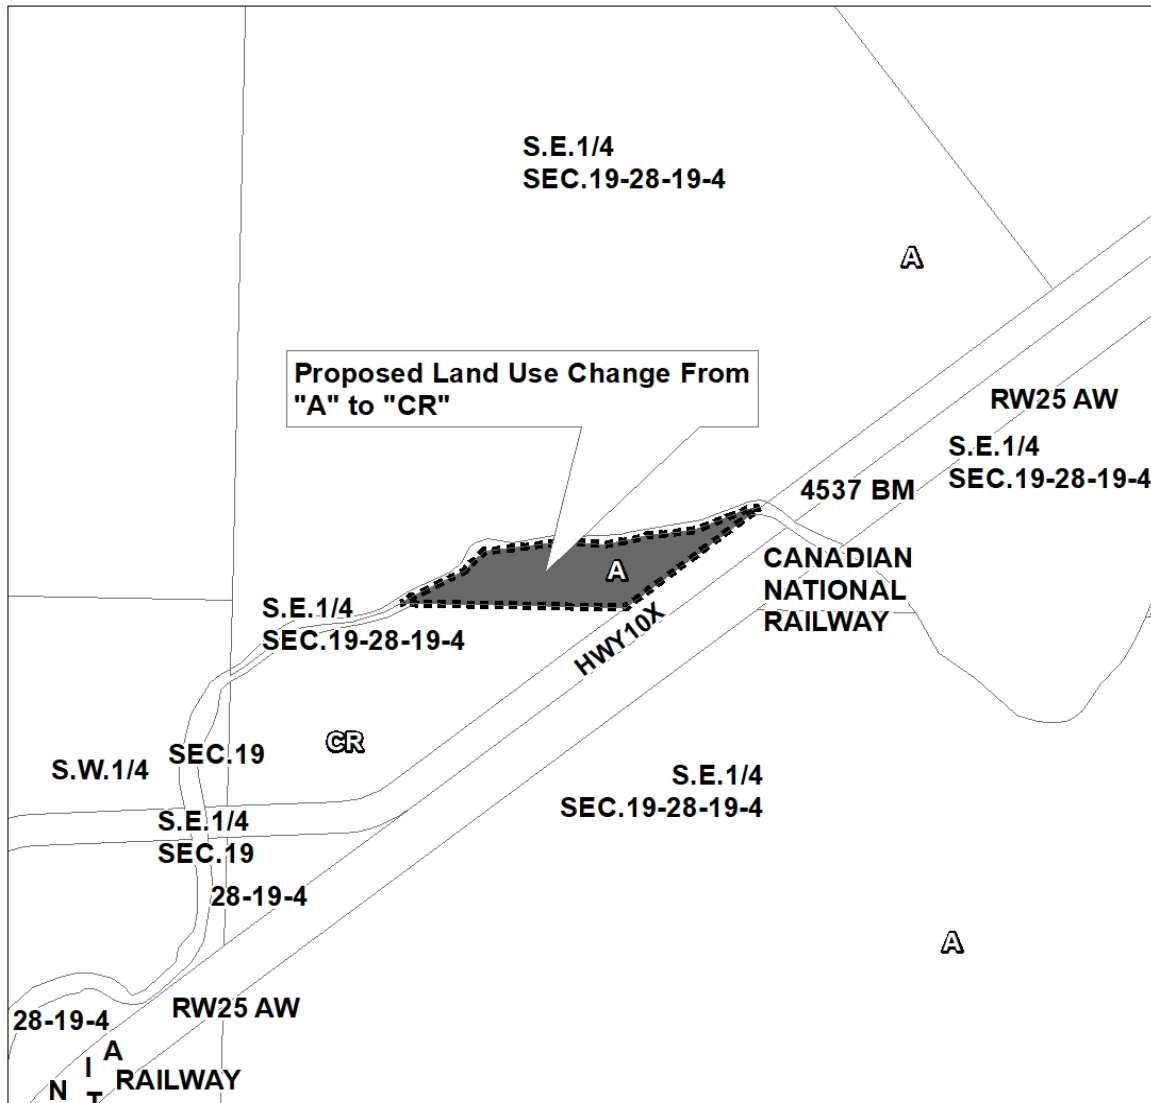 S.E.1/4
SEC.19-28-19-4
A
Proposed Land Use Change From
"A" to "CR"
RW25 AW
S.E.1/4
SEC.19-28-19-4
4537 BM
CANADIAN
NATIONAL
RAILWAY
A
S.E.1/4
SEC.19-28-19-4
HWY10X
CR
SEC.19
S.W.1/4
S.E.1/4
SEC.19-28-19-4
S.E.1/4
SEC.19
28-19-4
A
RW25 AW
28-19-4
A
I
RAILWAY
N
T